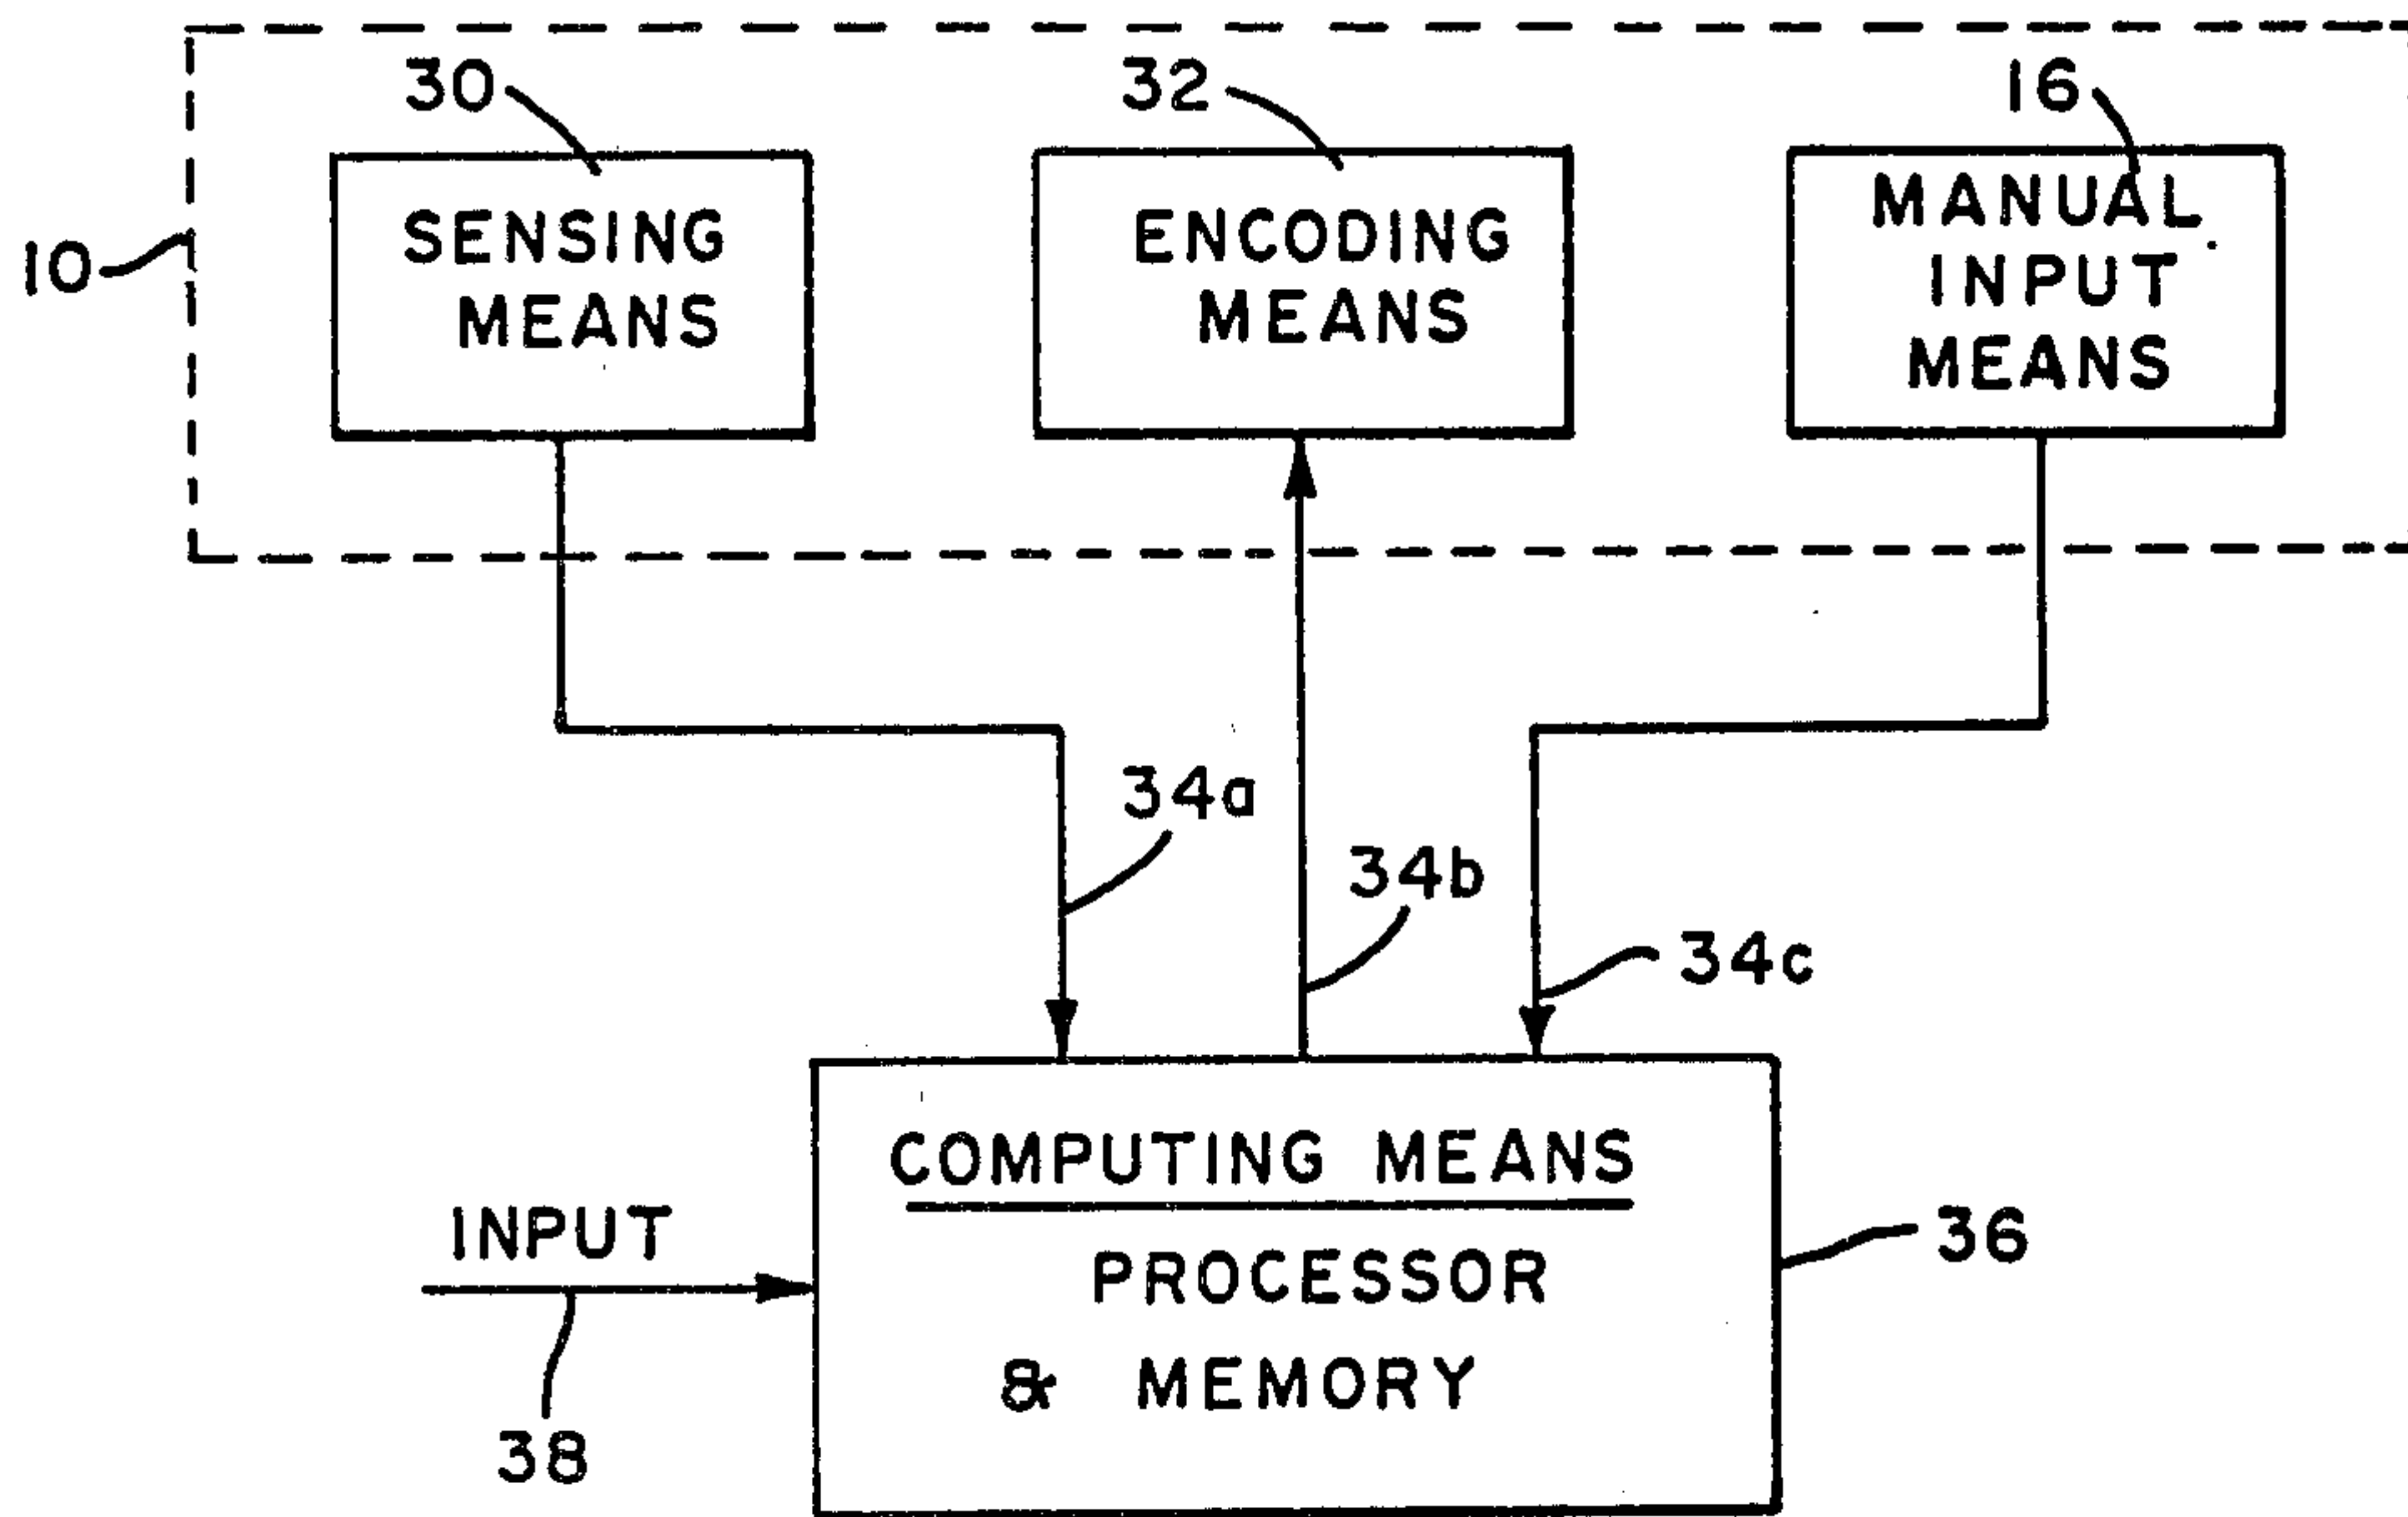 30
32
16
10
SENSING
MEANS
ENCODING
MEANS
MANUAL
INPUT
MEANS
34a
34b
34c
COMPUTING MEANS
PROCESSOR
& MEMORY
INPUT
36
38